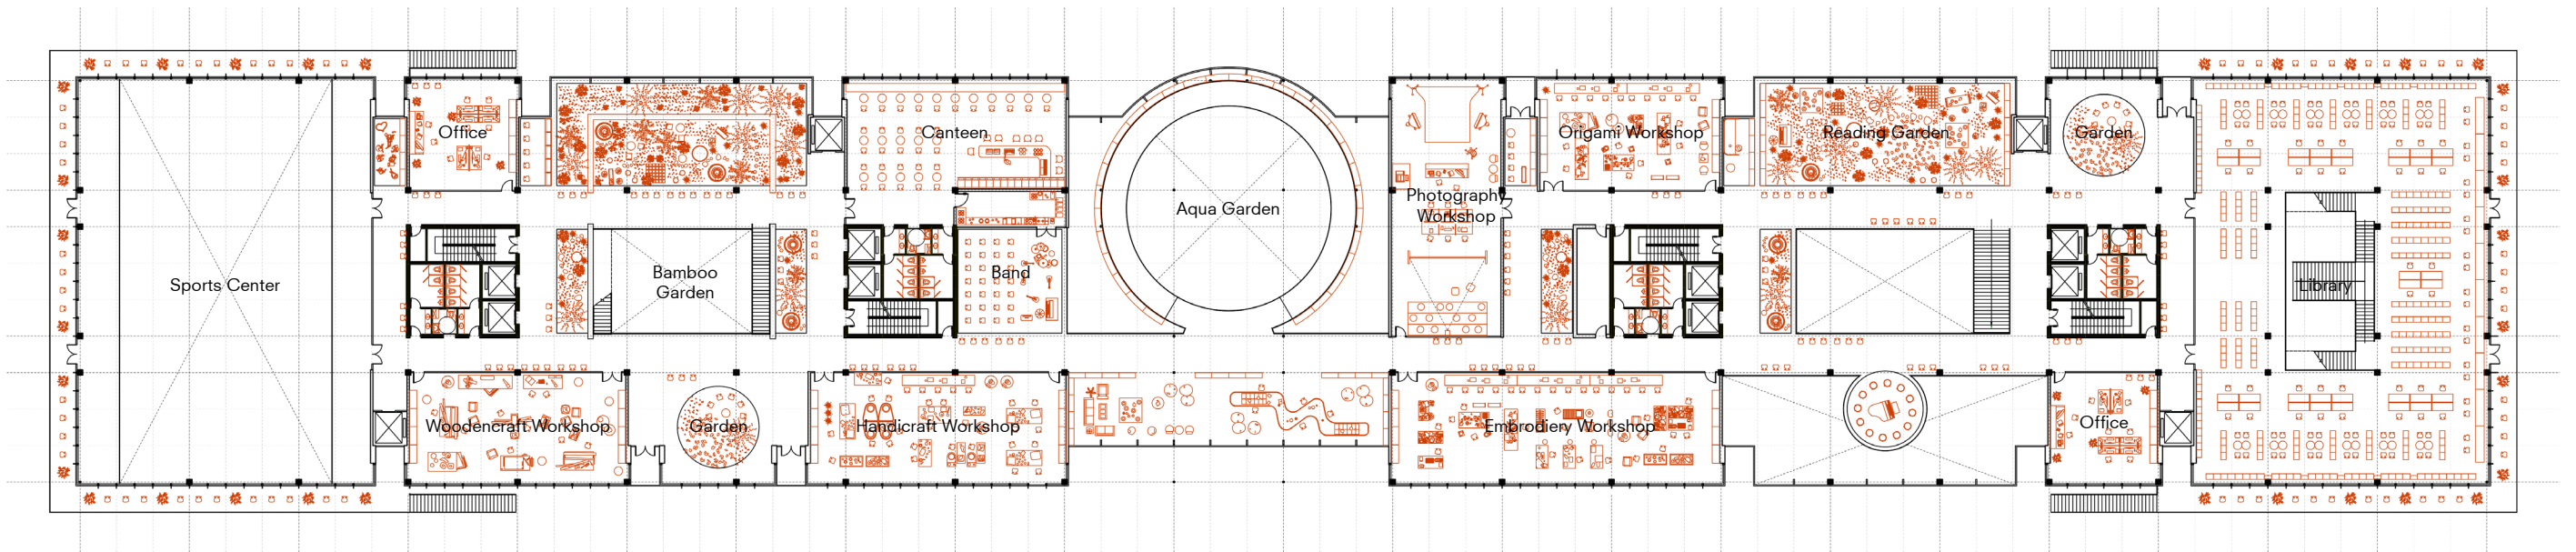 Office
Canteen
Origami Workshop
Reading Garden
Garden
Photography
Workshop
Aqua Garden
Sports Center
Bamboo
Garden
Band
Library
Woodencraft Workshop
Garden
Handicraft Workshop
Embrodiery Workshop
Office